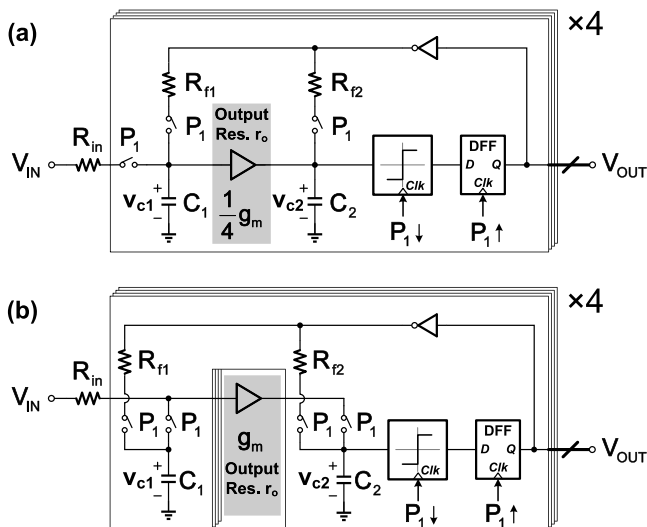 (a)
×4
R_f1
R_f2
P_1
P_1
Output
Res. r_o
R_in
P_1
V_IN
DFF
D Q
Clk
Clk
V_OUT
+
v_c1
−
C_1
1/4 g_m
+
v_c2
−
C_2
P_1↓
P_1↑
(b)
×4
R_f1
R_f2
R_in
V_IN
P_1
P_1
g_m
Output
Res. r_o
P_1
P_1
DFF
D Q
Clk
Clk
V_OUT
+
v_c1
−
C_1
+
v_c2
−
C_2
P_1↓
P_1↑